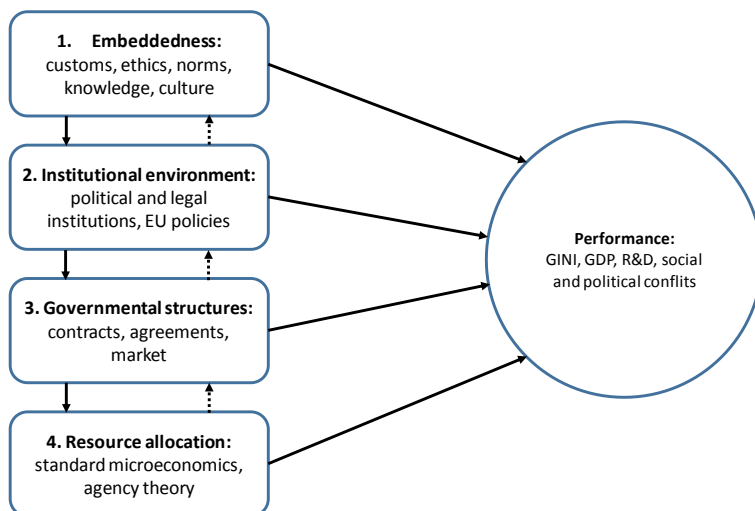 1. Embeddedness:
customs, ethics, norms,
knowledge, culture
2. Institutional environment:
political and legal
institutions, EU policies
3. Governmental structures:
contracts, agreements,
market
4. Resource allocation:
standard microeconomics,
agency theory
Performance:
GINI, GDP, R&D, social
and political conflits